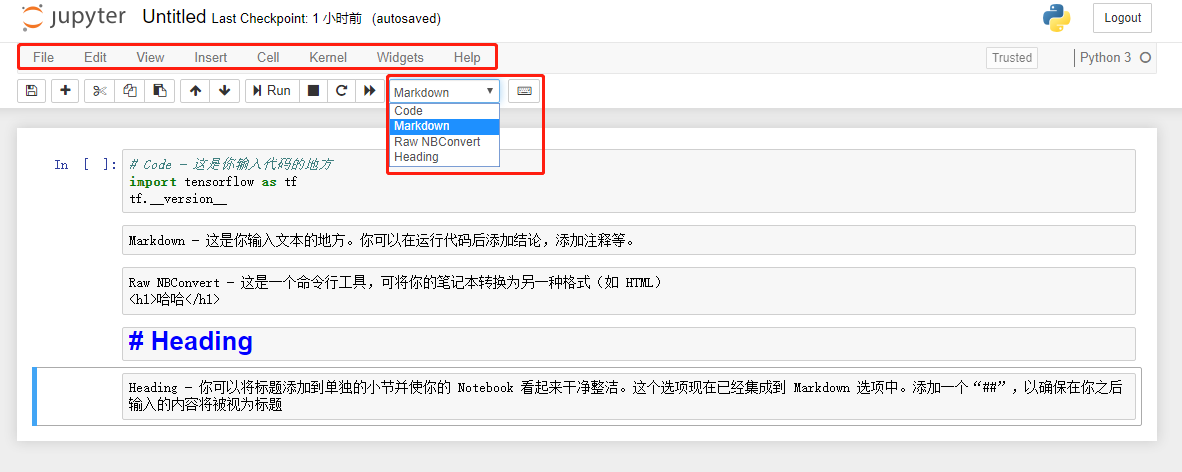 jupyter Untitled Last Checkpoint: 1 小时前 (autosaved) Logout
File Edit View Insert Cell Kernel Widgets Help Trusted Python 3
Run Markdown
Code
Markdown
Raw NBConvert
Heading
In [ ]: # Code - 这是你输入代码的地方
import tensorflow as tf
tf.__version__
Markdown - 这是你输入文本的地方。你可以在运行代码后添加结论，添加注释等。
Raw NBConvert - 这是一个命令行工具，可将你的笔记本转换为另一种格式（如 HTML）
<h1>哈哈</h1>
# Heading
Heading - 你可以将标题添加到单独的小节并使你的 Notebook 看起来干净整洁。这个选项现在已经集成到 Markdown 选项中。添加一个“##”，以确保在你之后
输入的内容将被视为标题